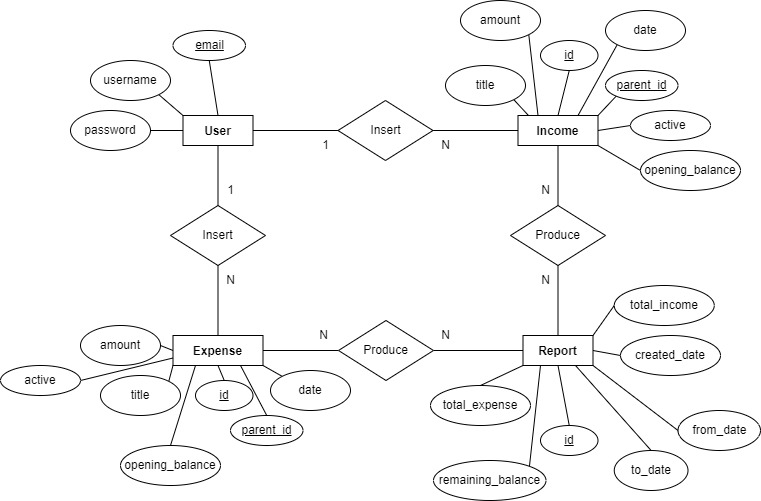 amount
date
email
id
username
title
parent_id
password
User
Insert
Income
active
1
N
opening_balance
1
N
Insert
Produce
N
N
total_income
amount
N
N
Expense
Produce
Report
created_date
active
title
id
date
total_expense
parent_id
from_date
id
opening_balance
remaining_balance
to_date